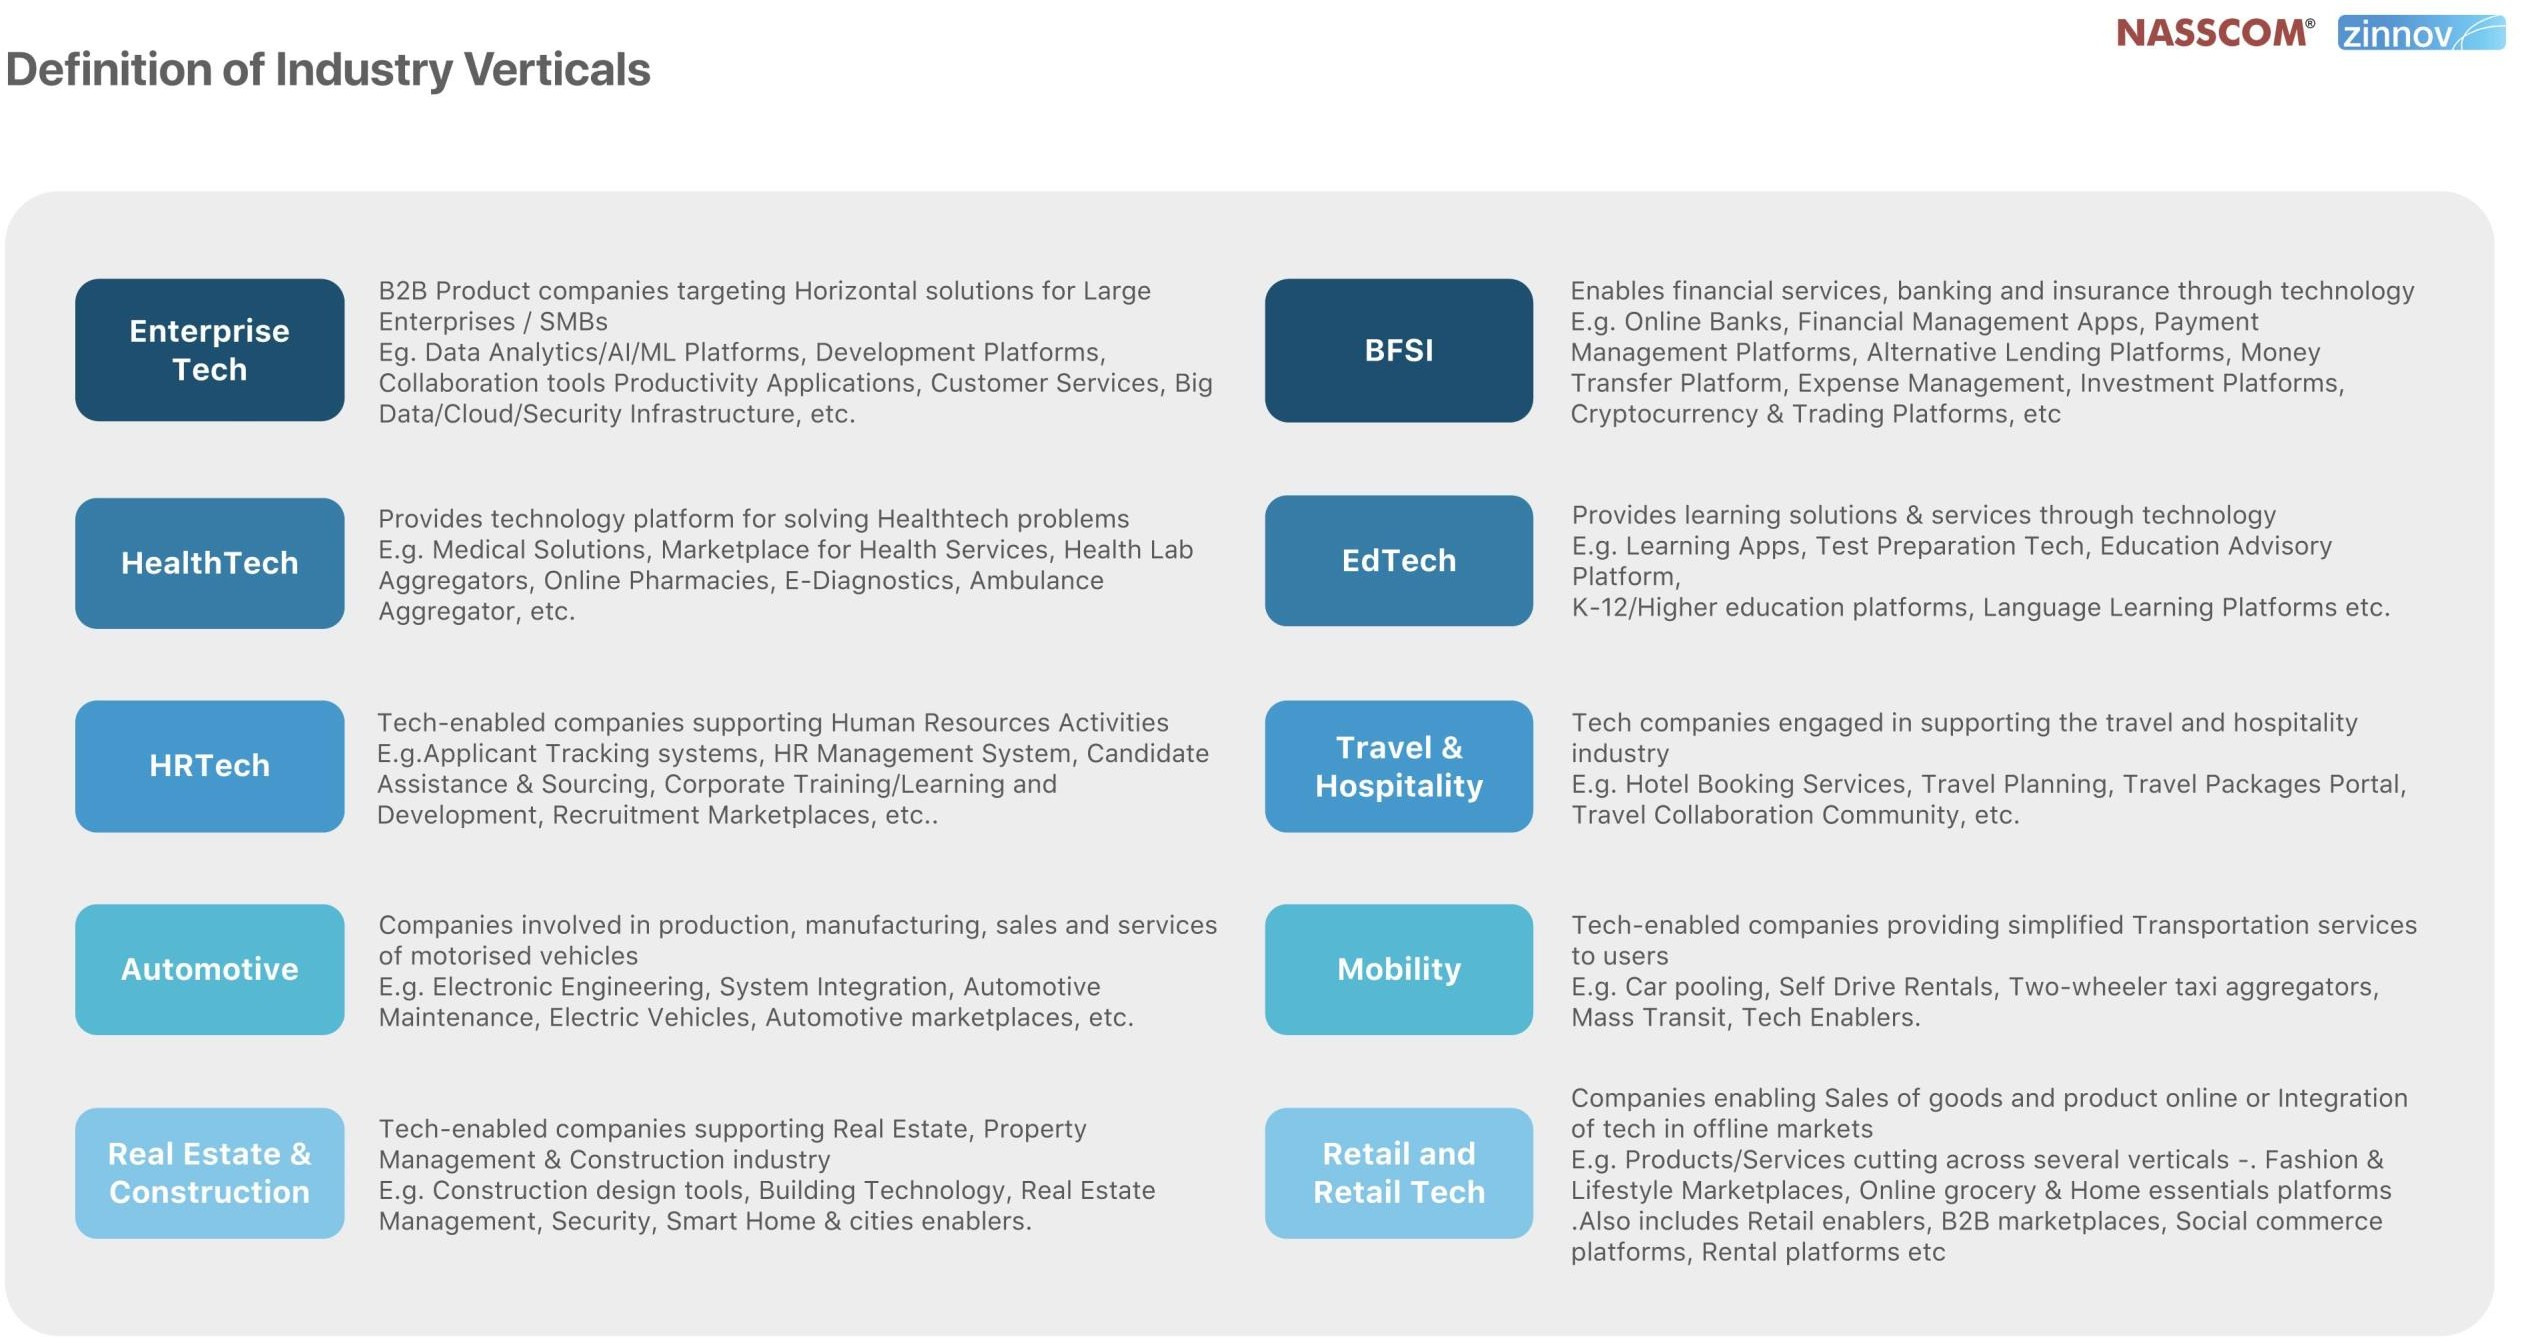 NASSCOM®
zinnov
Definition of Industry Verticals
Enterprise
Tech
B2B Product companies targeting Horizontal solutions for Large
Enterprises / SMBs
Eg. Data Analytics/AI/ML Platforms, Development Platforms,
Collaboration tools Productivity Applications, Customer Services, Big
Data/Cloud/Security Infrastructure, etc.
BFSI
Enables financial services, banking and insurance through technology
E.g. Online Banks, Financial Management Apps, Payment
Management Platforms, Alternative Lending Platforms, Money
Transfer Platform, Expense Management, Investment Platforms,
Cryptocurrency & Trading Platforms, etc
HealthTech
Provides technology platform for solving Healthtech problems
E.g. Medical Solutions, Marketplace for Health Services, Health Lab
Aggregators, Online Pharmacies, E-Diagnostics, Ambulance
Aggregator, etc.
EdTech
Provides learning solutions & services through technology
E.g. Learning Apps, Test Preparation Tech, Education Advisory
Platform,
K-12/Higher education platforms, Language Learning Platforms etc.
HRTech
Tech-enabled companies supporting Human Resources Activities
E.g.Applicant Tracking systems, HR Management System, Candidate
Assistance & Sourcing, Corporate Training/Learning and
Development, Recruitment Marketplaces, etc..
Travel &
Hospitality
Tech companies engaged in supporting the travel and hospitality
industry
E.g. Hotel Booking Services, Travel Planning, Travel Packages Portal,
Travel Collaboration Community, etc.
Automotive
Companies involved in production, manufacturing, sales and services
of motorised vehicles
E.g. Electronic Engineering, System Integration, Automotive
Maintenance, Electric Vehicles, Automotive marketplaces, etc.
Mobility
Tech-enabled companies providing simplified Transportation services
to users
E.g. Car pooling, Self Drive Rentals, Two-wheeler taxi aggregators,
Mass Transit, Tech Enablers.
Real Estate &
Construction
Tech-enabled companies supporting Real Estate, Property
Management & Construction industry
E.g. Construction design tools, Building Technology, Real Estate
Management, Security, Smart Home & cities enablers.
Retail and
Retail Tech
Companies enabling Sales of goods and product online or Integration
of tech in offline markets
E.g. Products/Services cutting across several verticals -. Fashion &
Lifestyle Marketplaces, Online grocery & Home essentials platforms
.Also includes Retail enablers, B2B marketplaces, Social commerce
platforms, Rental platforms etc